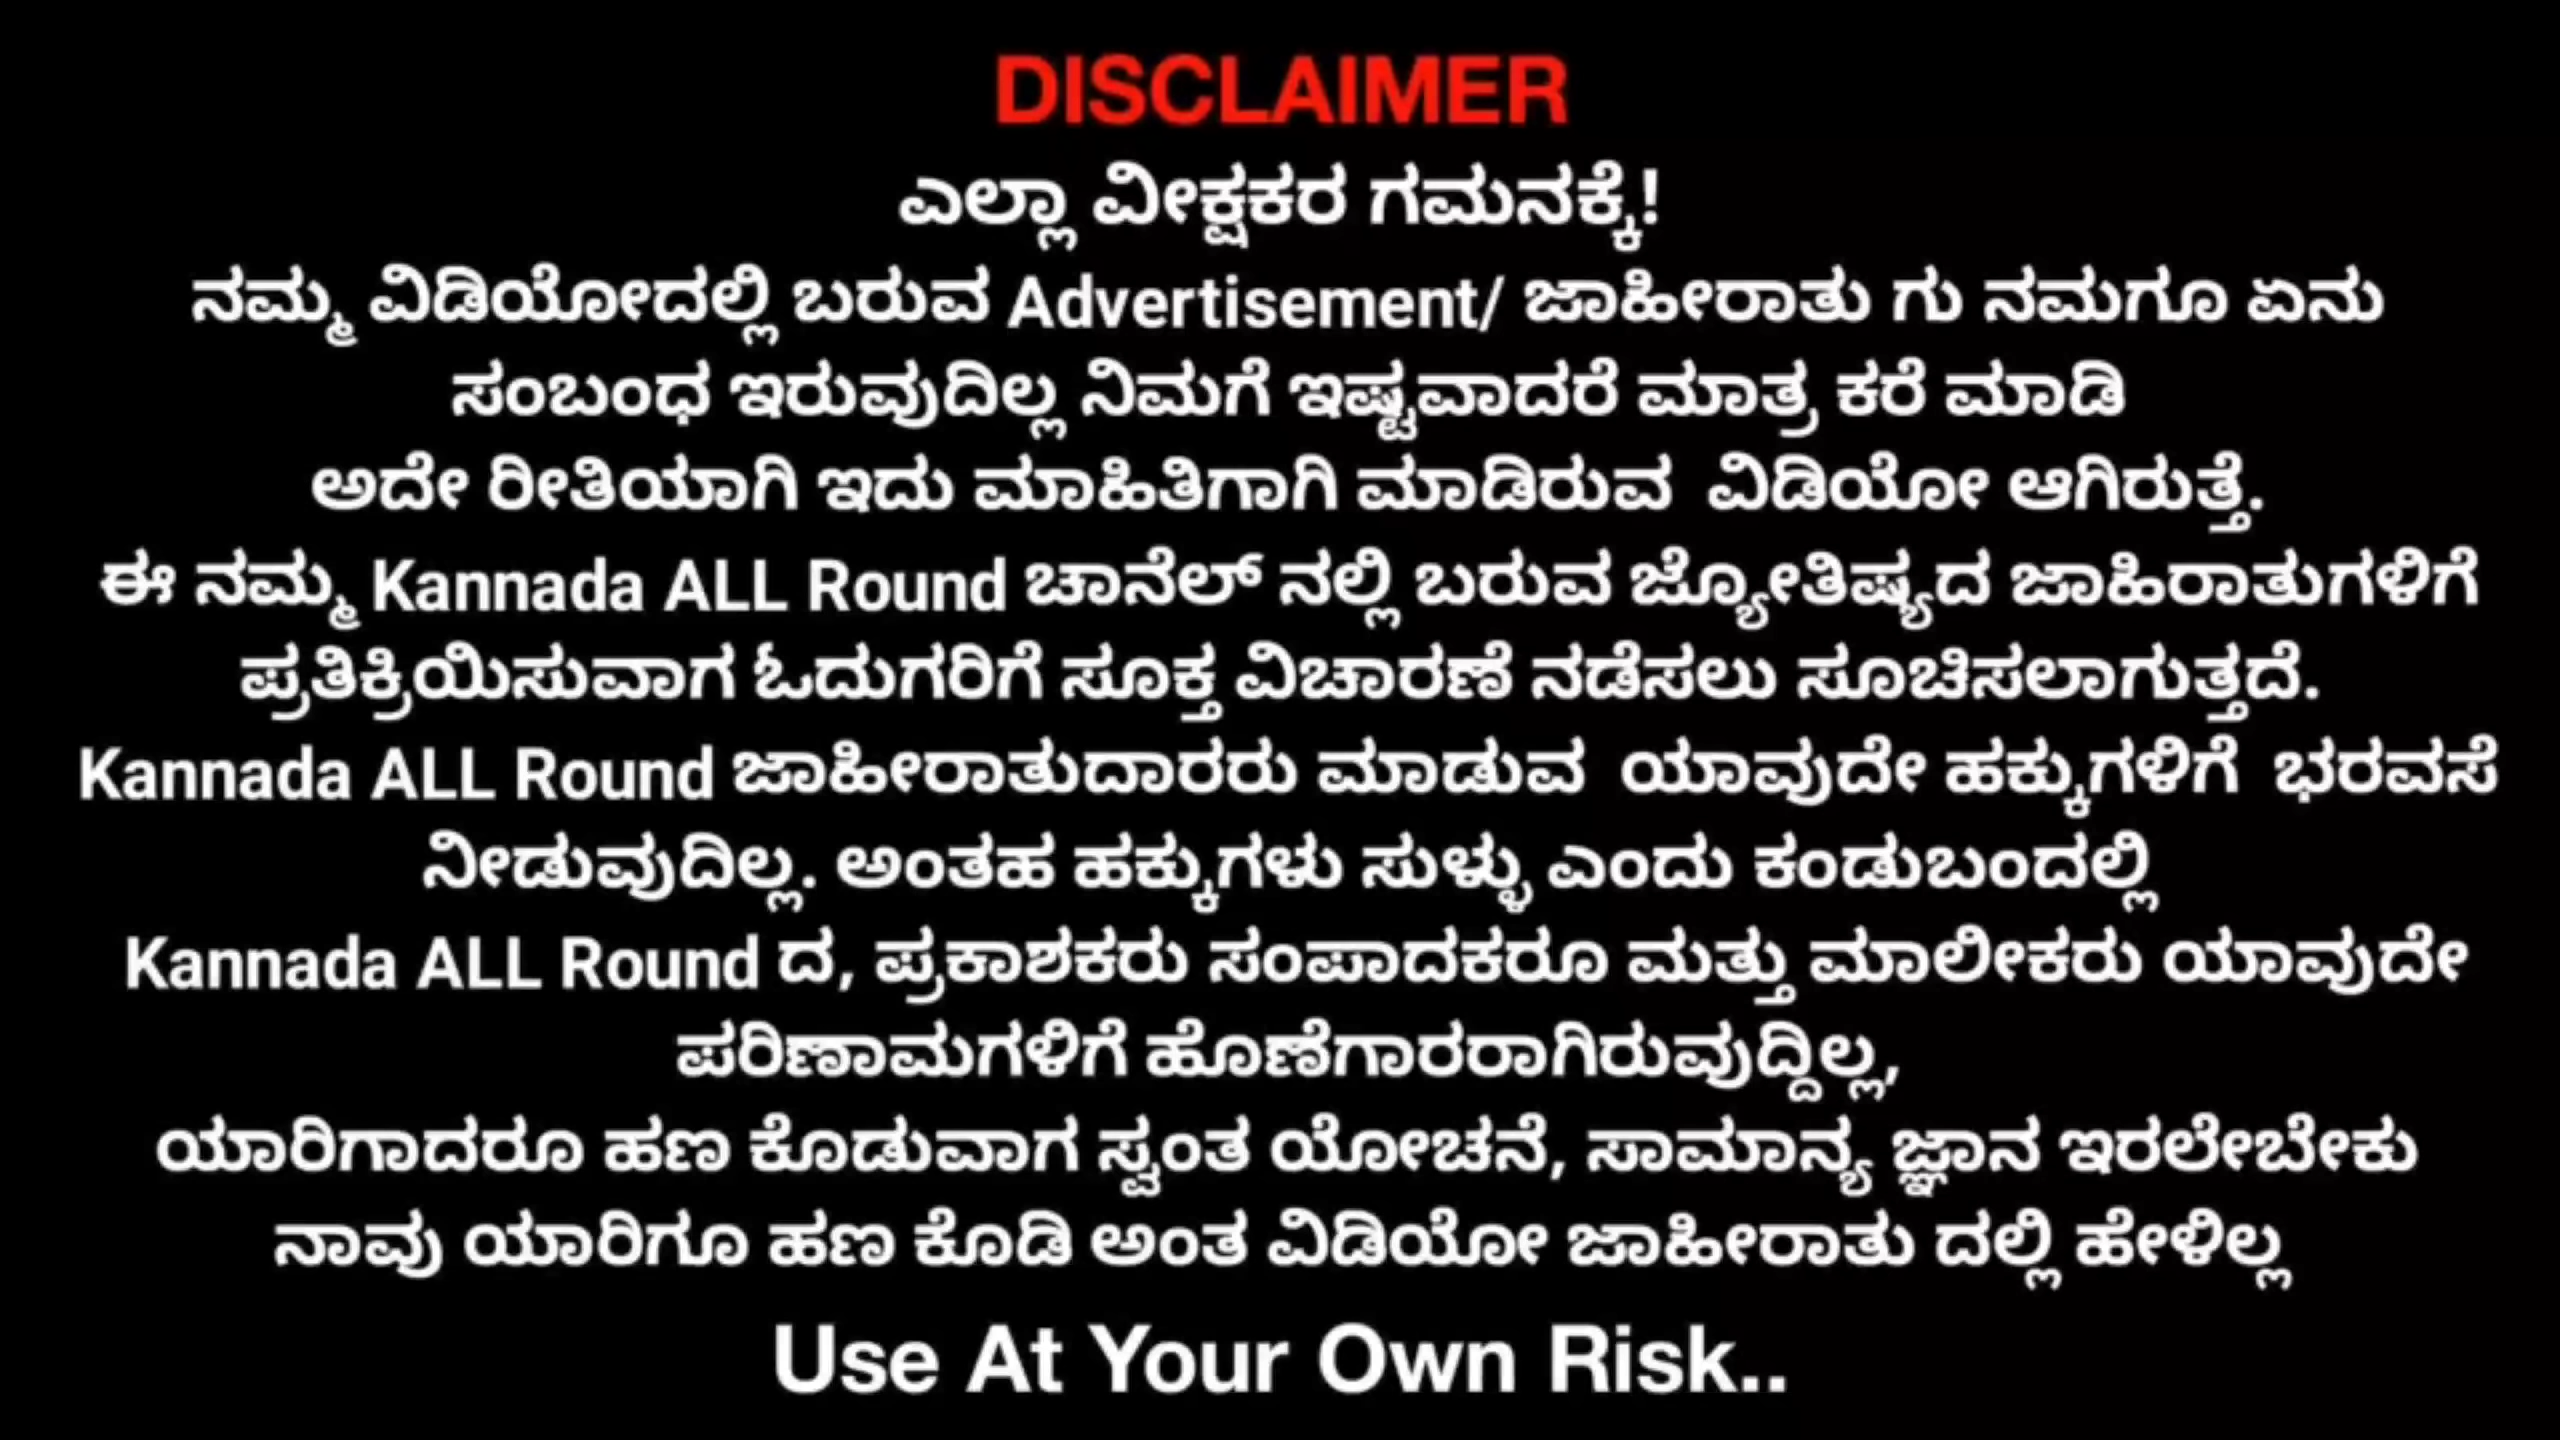 DISCLAIMER
ಎಲ್ಲಾ ವೀಕ್ಷಕರ ಗಮನಕ್ಕೆ!
ನಮ್ಮ ವಿಡಿಯೋದಲ್ಲಿ ಬರುವ Advertisement/ ಜಾಹೀರಾತು ಗು ನಮಗೂ ಏನು
ಸಂಬಂಧ ಇರುವುದಿಲ್ಲ ನಿಮಗೆ ಇಷ್ಟವಾದರೆ ಮಾತ್ರ ಕರೆ ಮಾಡಿ
ಅದೇ ರೀತಿಯಾಗಿ ಇದು ಮಾಹಿತಿಗಾಗಿ ಮಾಡಿರುವ ವಿಡಿಯೋ ಆಗಿರುತ್ತೆ.
ಈ ನಮ್ಮ Kannada ALL Round ಚಾನೆಲ್ ನಲ್ಲಿ ಬರುವ ಜ್ಯೋತಿಷ್ಯದ ಜಾಹಿರಾತುಗಳಿಗೆ
ಪ್ರತಿಕ್ರಿಯಿಸುವಾಗ ಓದುಗರಿಗೆ ಸೂಕ್ತ ವಿಚಾರಣೆ ನಡೆಸಲು ಸೂಚಿಸಲಾಗುತ್ತದೆ.
Kannada ALL Round ಜಾಹೀರಾತುದಾರರು ಮಾಡುವ ಯಾವುದೇ ಹಕ್ಕುಗಳಿಗೆ ಭರವಸೆ
ನೀಡುವುದಿಲ್ಲ. ಅಂತಹ ಹಕ್ಕುಗಳು ಸುಳ್ಳು ಎಂದು ಕಂಡುಬಂದಲ್ಲಿ
Kannada ALL Round ದ, ಪ್ರಕಾಶಕರು ಸಂಪಾದಕರೂ ಮತ್ತು ಮಾಲೀಕರು ಯಾವುದೇ
ಪರಿಣಾಮಗಳಿಗೆ ಹೊಣೆಗಾರರಾಗಿರುವುದ್ದಿಲ್ಲ,
ಯಾರಿಗಾದರೂ ಹಣ ಕೊಡುವಾಗ ಸ್ವಂತ ಯೋಚನೆ, ಸಾಮಾನ್ಯ ಜ್ಞಾನ ಇರಲೇಬೇಕು
ನಾವು ಯಾರಿಗೂ ಹಣ ಕೊಡಿ ಅಂತ ವಿಡಿಯೋ ಜಾಹೀರಾತು ದಲ್ಲಿ ಹೇಳಿಲ್ಲ
Use At Your Own Risk..